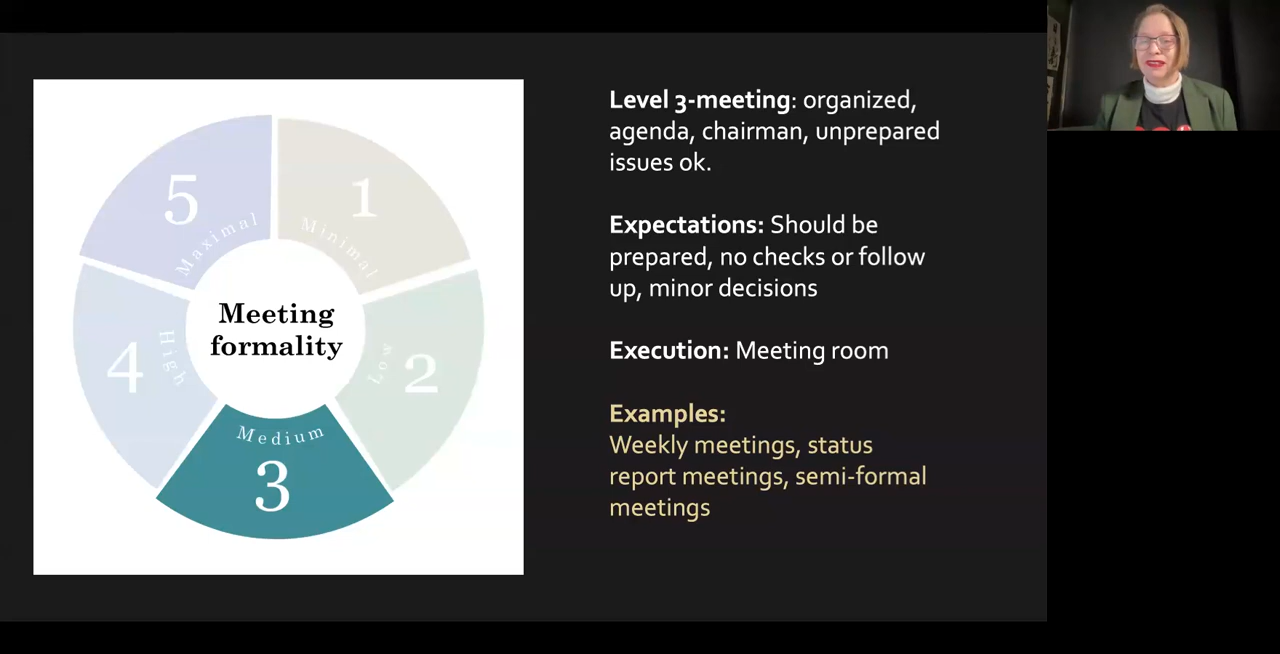 5
Maximal
1
Minimal
Meeting
formality
4
High
2
Low
Medium
3
Level 3-meeting: organized,
agenda, chairman, unprepared
issues ok.
Expectations: Should be
prepared, no checks or follow
up, minor decisions
Execution: Meeting room
Examples:
Weekly meetings, status
report meetings, semi-formal
meetings